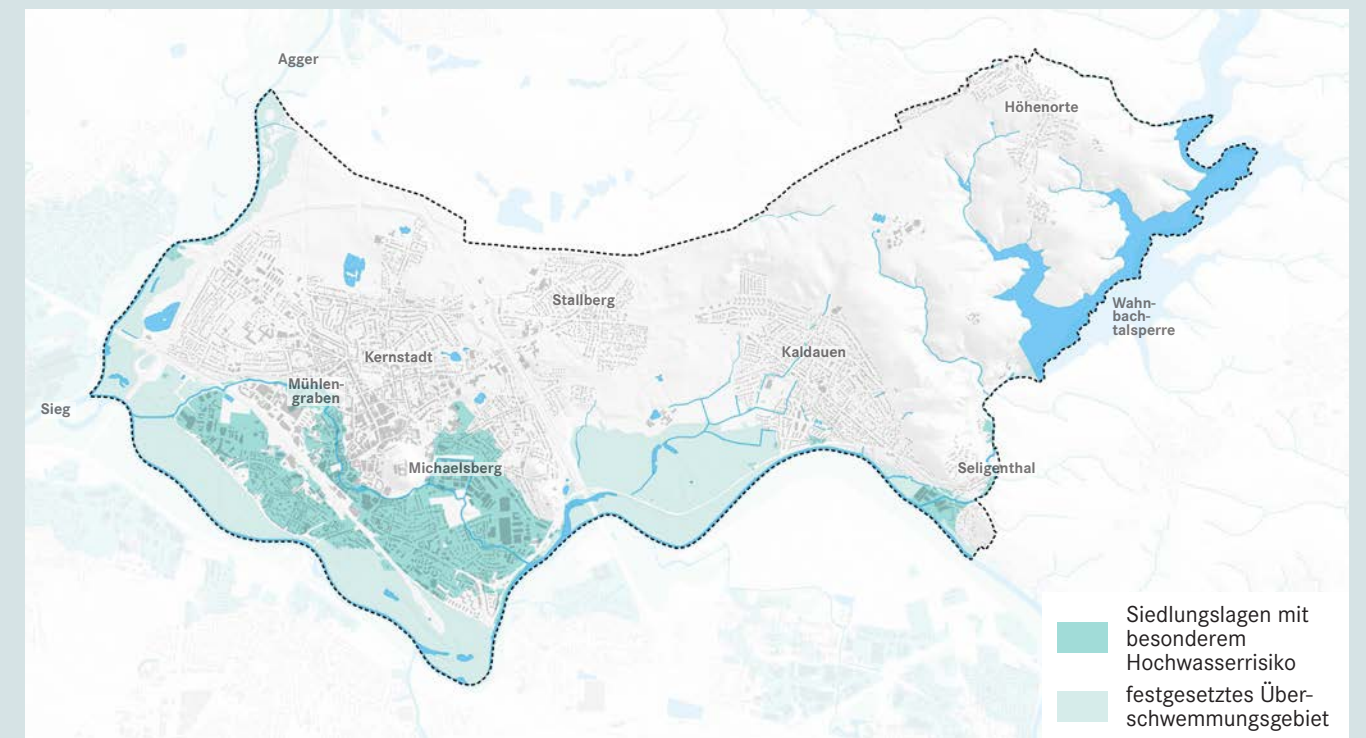 Agger
Höhenorte
Stallberg
Wahn-
bach-
talsperre
Kernstadt
Kaldauen
Mühlen-
graben
Sieg
Michaelsberg
Seligenthal
Siedlungslagen mit
besonderem
Hochwasserrisiko
festgesetztes Über-
schwemmungsgebiet